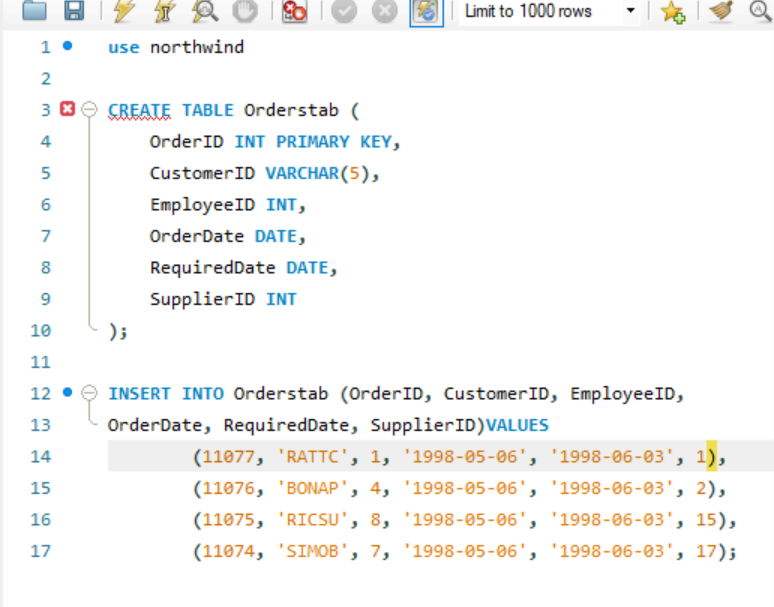 Limit to 1000 rows
1 use northwind
2
3 CREATE TABLE Orderstab (
4 OrderID INT PRIMARY KEY,
5 CustomerID VARCHAR(5),
6 EmployeeID INT,
7 OrderDate DATE,
8 RequiredDate DATE,
9 SupplierID INT
10 );
11
12 INSERT INTO Orderstab (OrderID, CustomerID, EmployeeID,
13 OrderDate, RequiredDate, SupplierID)VALUES
14 (11077, 'RATTC', 1, '1998-05-06', '1998-06-03', 1),
15 (11076, 'BONAP', 4, '1998-05-06', '1998-06-03', 2),
16 (11075, 'RICSU', 8, '1998-05-06', '1998-06-03', 15),
17 (11074, 'SIMOB', 7, '1998-05-06', '1998-06-03', 17);